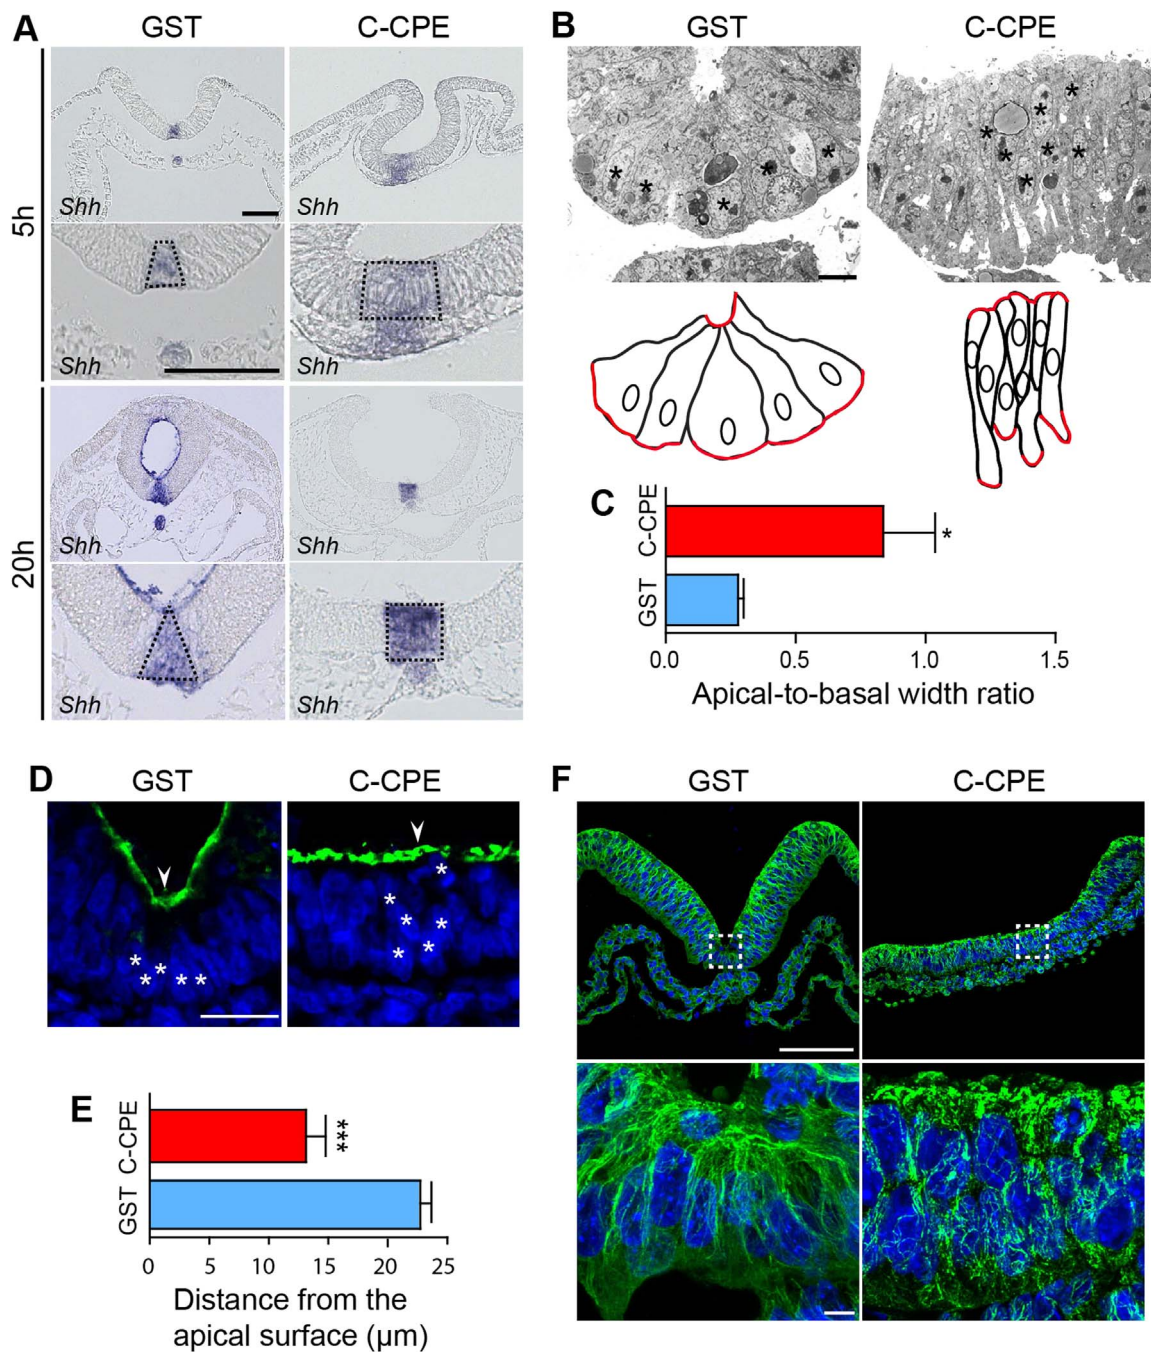 A
GST
C-CPE
5h
Shh
Shh
Shh
Shh
20h
Shh
Shh
Shh
Shh
B
GST
C-CPE
* * * * *
* * * * * * *
C
C-CPE
GST
*
0.0 0.5 1.0 1.5
Apical-to-basal width ratio
D
GST
C-CPE
* * * * *
* * * * * *
E
C-CPE
GST
***
0 5 10 15 20 25
Distance from the
apical surface (μm)
F
GST
C-CPE